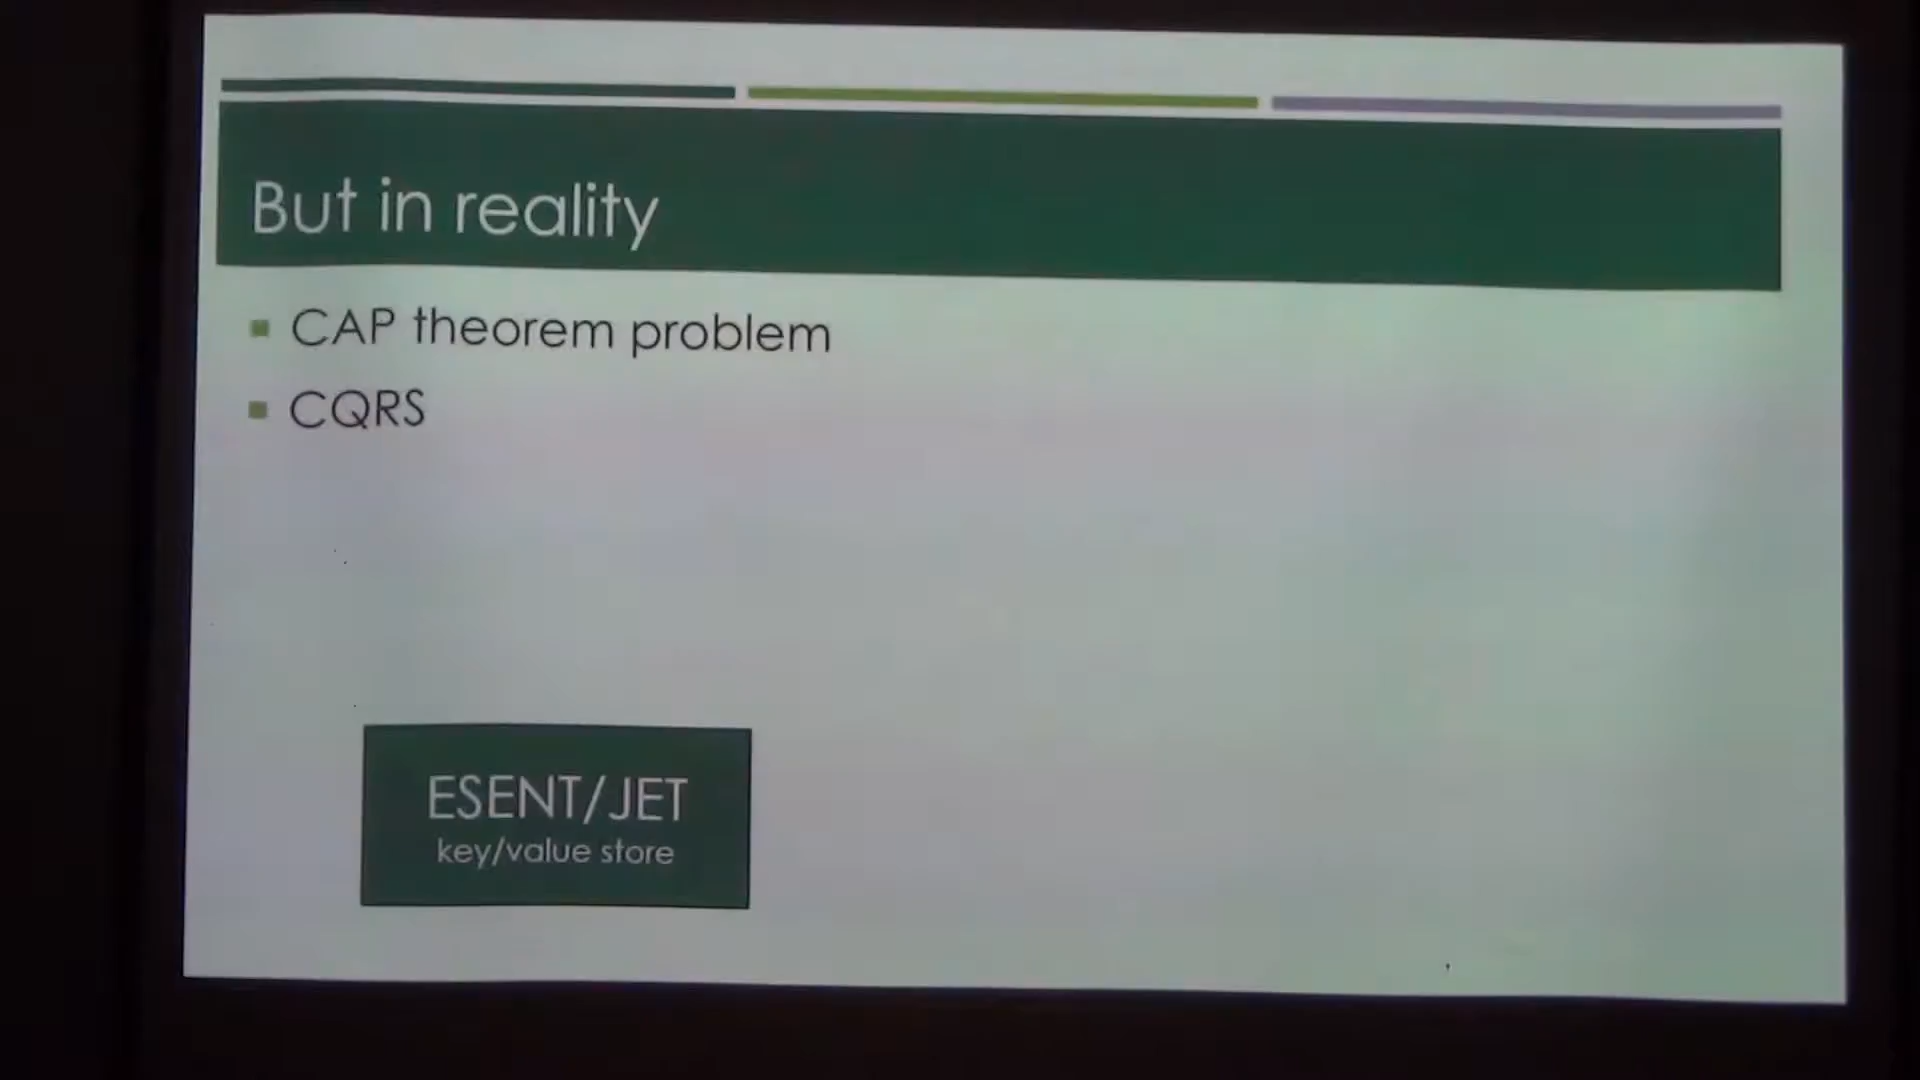 But in reality
CAP theorem problem
CQRS
ESENT/JET
key/value store